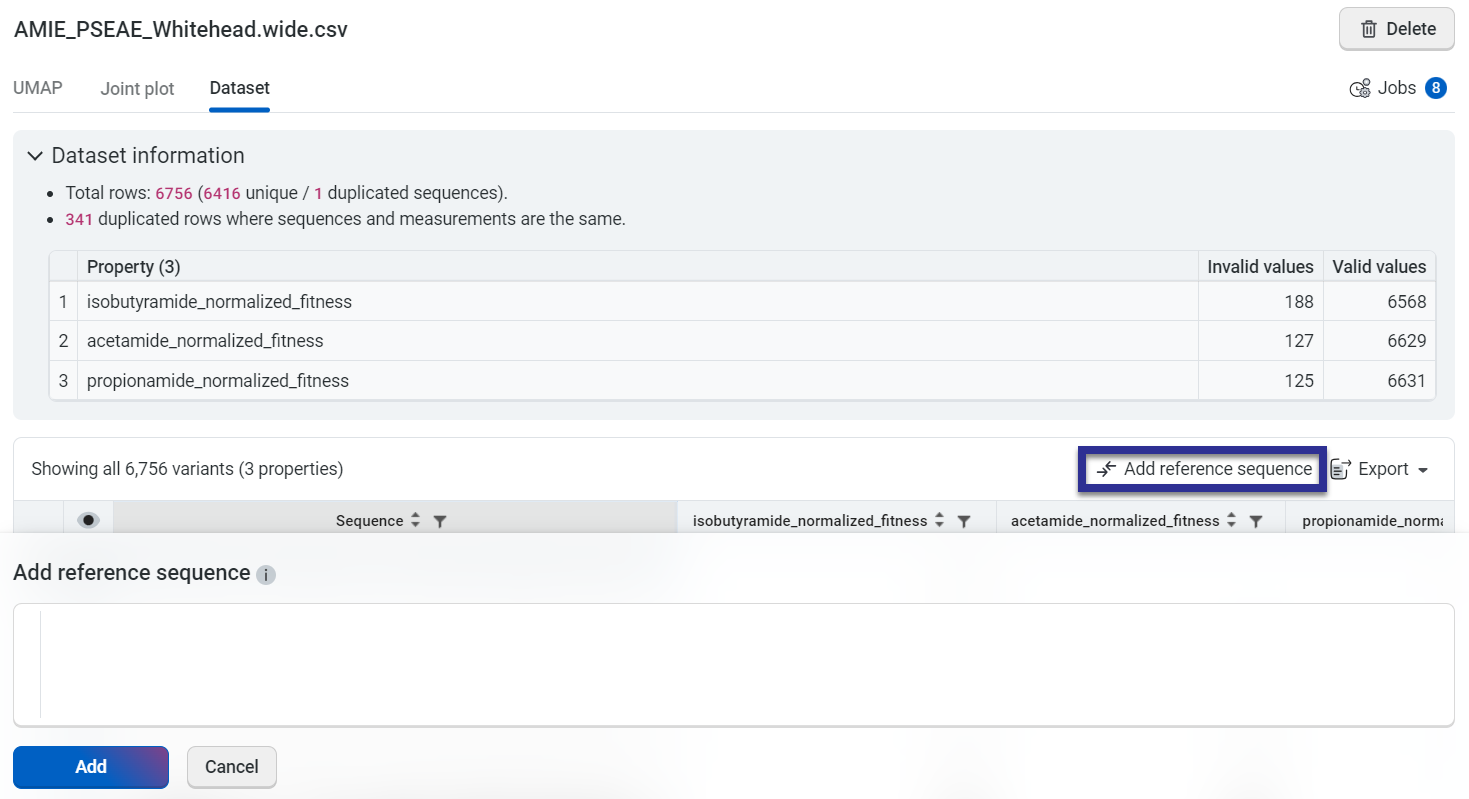 AMIE_PSEAE_Whitehead.wide.csv
Delete
UMAP Joint plot Dataset Jobs 8
Dataset information
Total rows: 6756 (6416 unique / 1 duplicated sequences).
341 duplicated rows where sequences and measurements are the same.
Property (3) Invalid values Valid values
1 isobutyramide_normalized_fitness 188 6568
2 acetamide_normalized_fitness 127 6629
3 propionamide_normalized_fitness 125 6631
Showing all 6,756 variants (3 properties) Add reference sequence Export
Sequence isobutyramide_normalized_fitness acetamide_normalized_fitness propionamide_norma
Add reference sequence i
Add Cancel